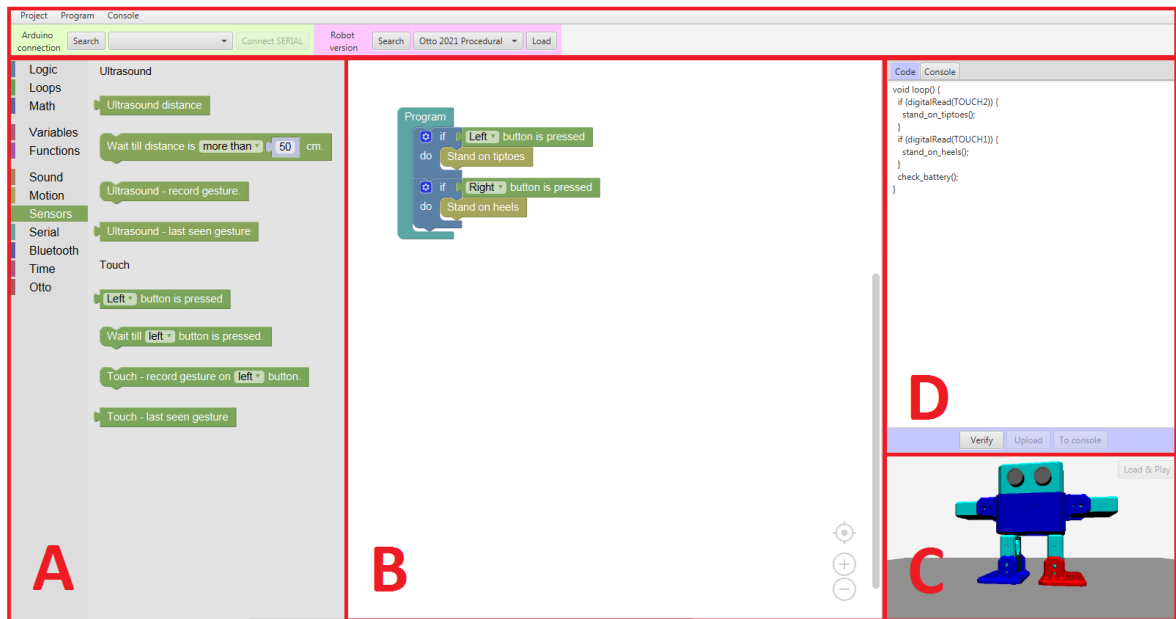 Project Program Console
Arduino connection Search Connect SERIAL Robot version Search Otto 2021 Procedural Load
Logic
Loops
Math
Variables
Functions
Sound
Motion
Sensors
Serial
Bluetooth
Time
Otto
Ultrasound
Ultrasound distance
Wait till distance is more than 50 cm.
Ultrasound - record gesture.
Ultrasound - last seen gesture
Touch
Left button is pressed
Wait till left button is pressed.
Touch - record gesture on left button.
Touch - last seen gesture
A
Program
if Left button is pressed
do Stand on tiptoes
if Right button is pressed
do Stand on heels
B
Code Console
void loop() {
if (digitalRead(TOUCH2)) {
stand_on_tiptoes();
}
if (digitalRead(TOUCH1)) {
stand_on_heels();
}
check_battery();
}
D
Verify Upload To console
Load & Play
C